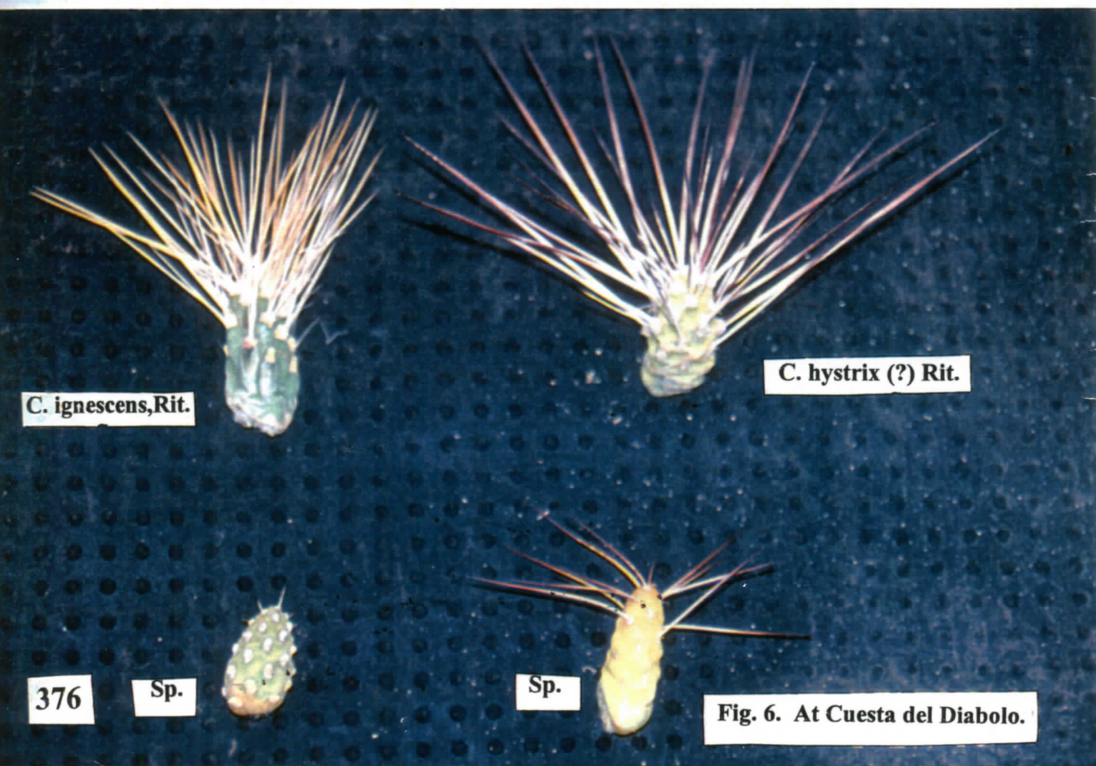 C. ignescens,Rit.
C. hystrix (?) Rit.
376
Sp.
Sp.
Fig. 6. At Cuesta del Diabolo.